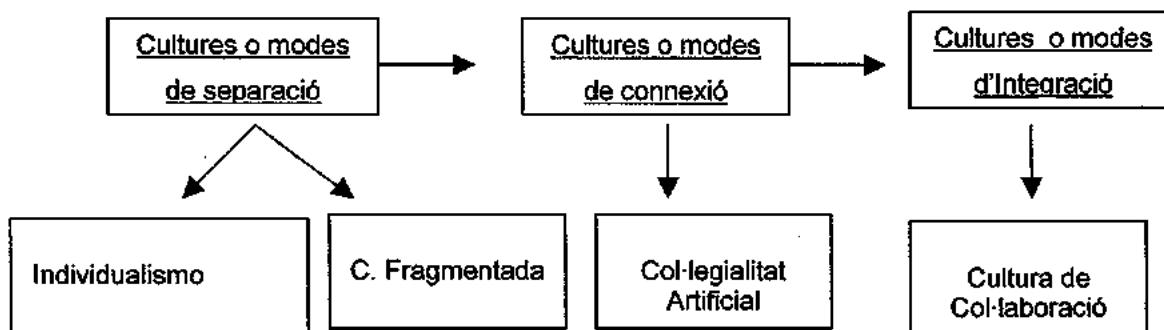 Cultures o modes
de separació
Cultures o modes
de connexió
Cultures o modes
d'Integració
Individualismo
C. Fragmentada
Col·legialitat
Artificial
Cultura de
Col·laboració